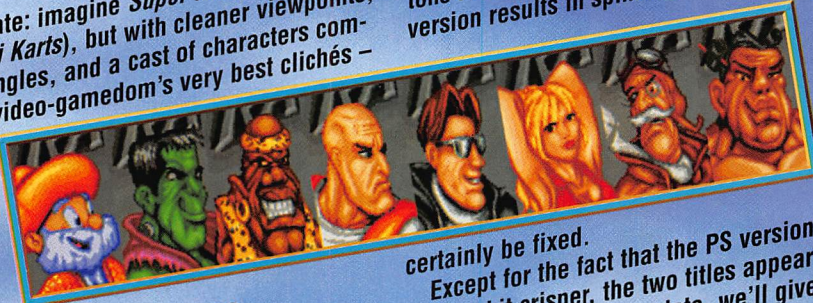 ate: imagine Super
Karts), but with cleaner viewpoints,
ngles, and a cast of characters com-
video-gamedom's very best clichés –
version results in
certainly be fixed.
Except for the fact that the PS version
crisper, the two titles appear
we'll give